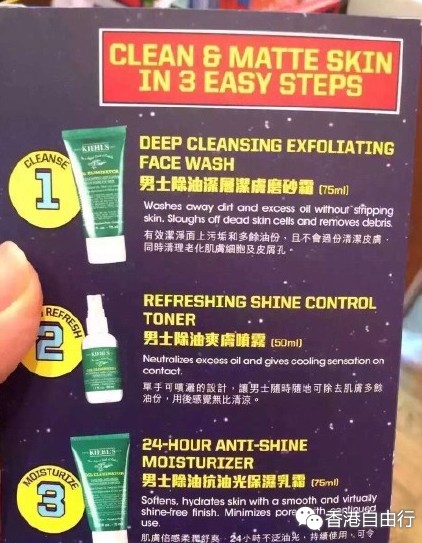 CLEAN & MATTE SKIN
IN 3 EASY STEPS
CLEANSE
1
KIEHL'S
DEEP CLEANSING EXFOLIATING
FACE WASH
男士除油深層潔膚磨砂霜 (75ml)
Washes away dirt and excess oil without stripping
skin. Sloughs off dead skin cells and removes debris.
有效潔淨面上污垢和多餘油份，且不會過份清潔皮膚，
同時清理老化肌膚細胞及皮屑孔。
REFRESH
2
KIEHL'S
REFRESHING SHINE CONTROL
TONER
男士除油爽膚噴霧 (50ml)
Neutralizes excess oil and gives cooling sensation on
contact.
單手可噴灑的設計，讓男士隨時隨地可除去肌膚多餘
油份，用後感覺無比清涼。
MOISTURIZE
3
KIEHL'S
OIL ELIMINATOR
24-HOUR ANTI-SHINE
MOISTURIZER
男士除油抗油光保濕乳霜 (75ml)
Softens, hydrates skin with a smooth and virtually
shine-free finish. Minimizes pores with continued
use.
肌膚倍感柔潤舒爽，24小時不泛油光，持續使用，可令
香港自由行